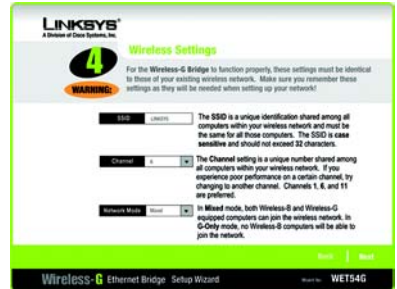 LINKSYS®
A Division of Cisco Systems, Inc.
4
Wireless Settings
WARNING:
For the Wireless-G Bridge to function properly, these settings must be identical
to those of your existing wireless network. Make sure you remember these
settings as they will be needed when setting up your network!
SSID
LINKSYS
The SSID is a unique identification shared among all
computers within your wireless network and must be
the same for all those computers. The SSID is case
sensitive and should not exceed 32 characters.
Channel
6
The Channel setting is a unique number shared among
all computers within your wireless network. If you
experience poor performance on a certain channel, try
changing to another channel. Channels 1, 6, and 11
are preferred.
Network Mode
Mixed
In Mixed mode, both Wireless-B and Wireless-G
equipped computers can join the wireless network. In
G-Only mode, no Wireless-B computers will be able to
join the network.
Back
Next
Wireless-G Ethernet Bridge Setup Wizard
Model No. WET54G